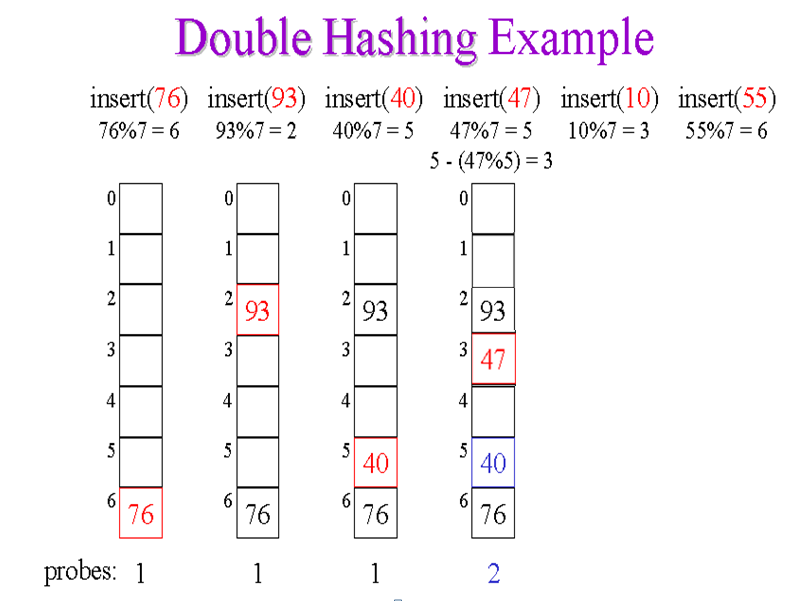 Double Hashing Example
insert(76) insert(93) insert(40) insert(47) insert(10) insert(55)
76%7 = 6 93%7 = 2 40%7 = 5 47%7 = 5 10%7 = 3 55%7 = 6
5 - (47%5) = 3
0 0 0 0
1 1 1 1
2 2 93 2 93 2 93
3 3 3 3 47
4 4 4 4
5 5 5 40 5 40
6 76 6 76 6 76 6 76
probes: 1 1 1 2